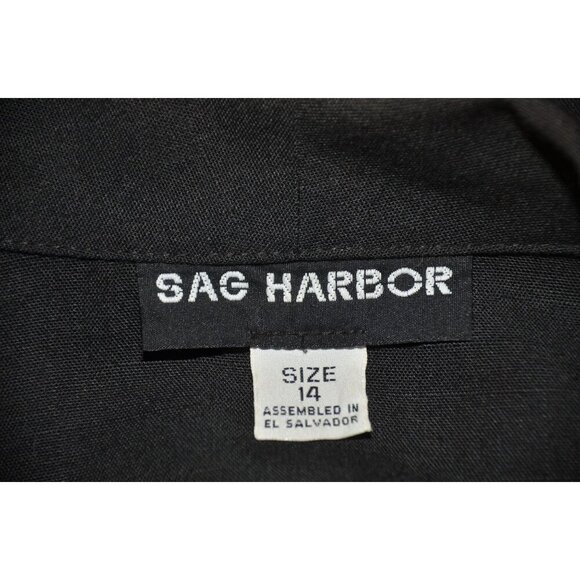 SAG HARBOR
SIZE
14
ASSEMBLED IN
EL SALVADOR